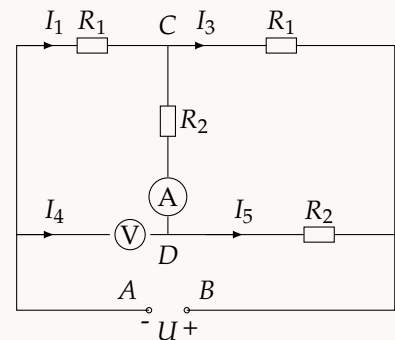 I₁ R₁ C I₃ R₁
R₂
A
I₄ V I₅ R₂
D
A B
- U +